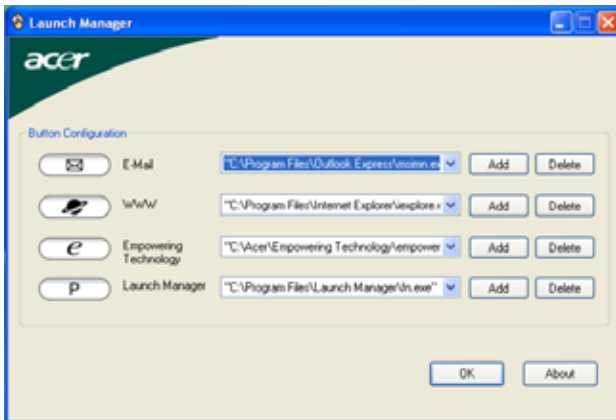 Launch Manager
acer
Button Configuration
E-Mail "C:\Program Files\Outlook Express\msimn.ex Add Delete
WWW "C:\Program Files\Internet Explorer\iexplore.e Add Delete
e Empowering Technology "C:\Acer\Empowering Technology\empower Add Delete
P Launch Manager "C:\Program Files\Launch Manager\fn.exe" Add Delete
OK About